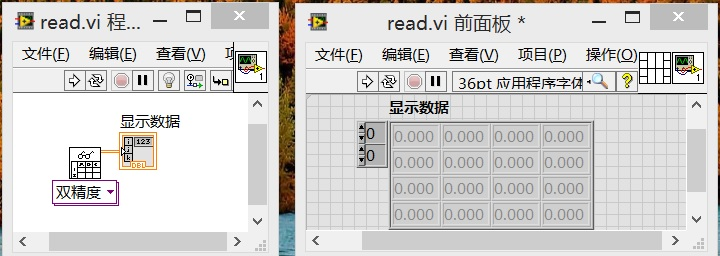 read.vi 程...
文件(F) 编辑(E) 查看(V)
1
显示数据
123
i
j
k
DBL
双精度
read.vi 前面板 *
文件(F) 编辑(E) 查看(V) 项目(P) 操作(O)
36pt 应用程序字体
?
1
显示数据
0 0.000 0.000 0.000 0.000
0 0.000 0.000 0.000 0.000
0.000 0.000 0.000 0.000
0.000 0.000 0.000 0.000